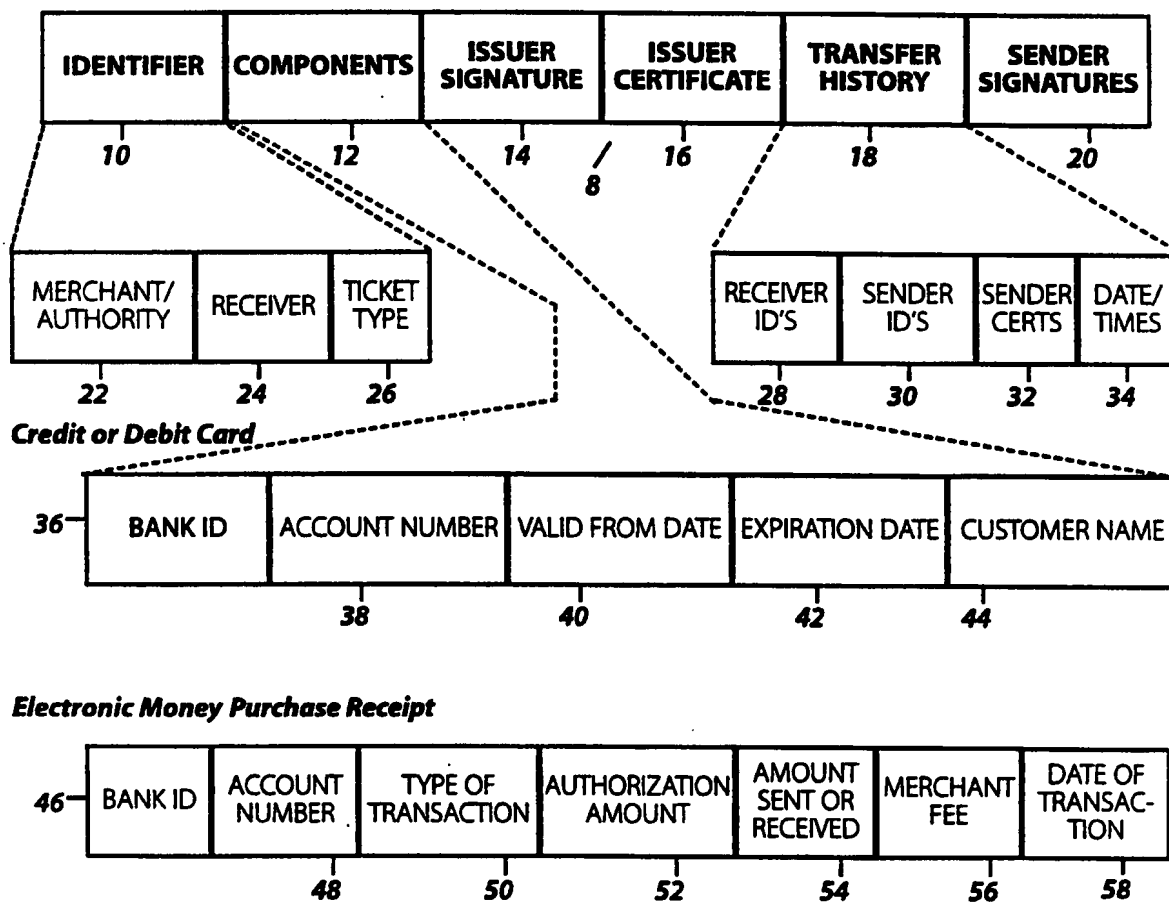 IDENTIFIER
COMPONENTS
ISSUER
SIGNATURE
ISSUER
CERTIFICATE
TRANSFER
HISTORY
SENDER
SIGNATURES
10
12
14
8
16
18
20
MERCHANT/
AUTHORITY
RECEIVER
TICKET
TYPE
RECEIVER
ID'S
SENDER
ID'S
SENDER
CERTS
DATE/
TIMES
22
24
26
28
30
32
34
Credit or Debit Card
36
BANK ID
ACCOUNT NUMBER
VALID FROM DATE
EXPIRATION DATE
CUSTOMER NAME
38
40
42
44
Electronic Money Purchase Receipt
46
BANK ID
ACCOUNT
NUMBER
TYPE OF
TRANSACTION
AUTHORIZATION
AMOUNT
AMOUNT
SENT OR
RECEIVED
MERCHANT
FEE
DATE OF
TRANSAC-
TION
48
50
52
54
56
58